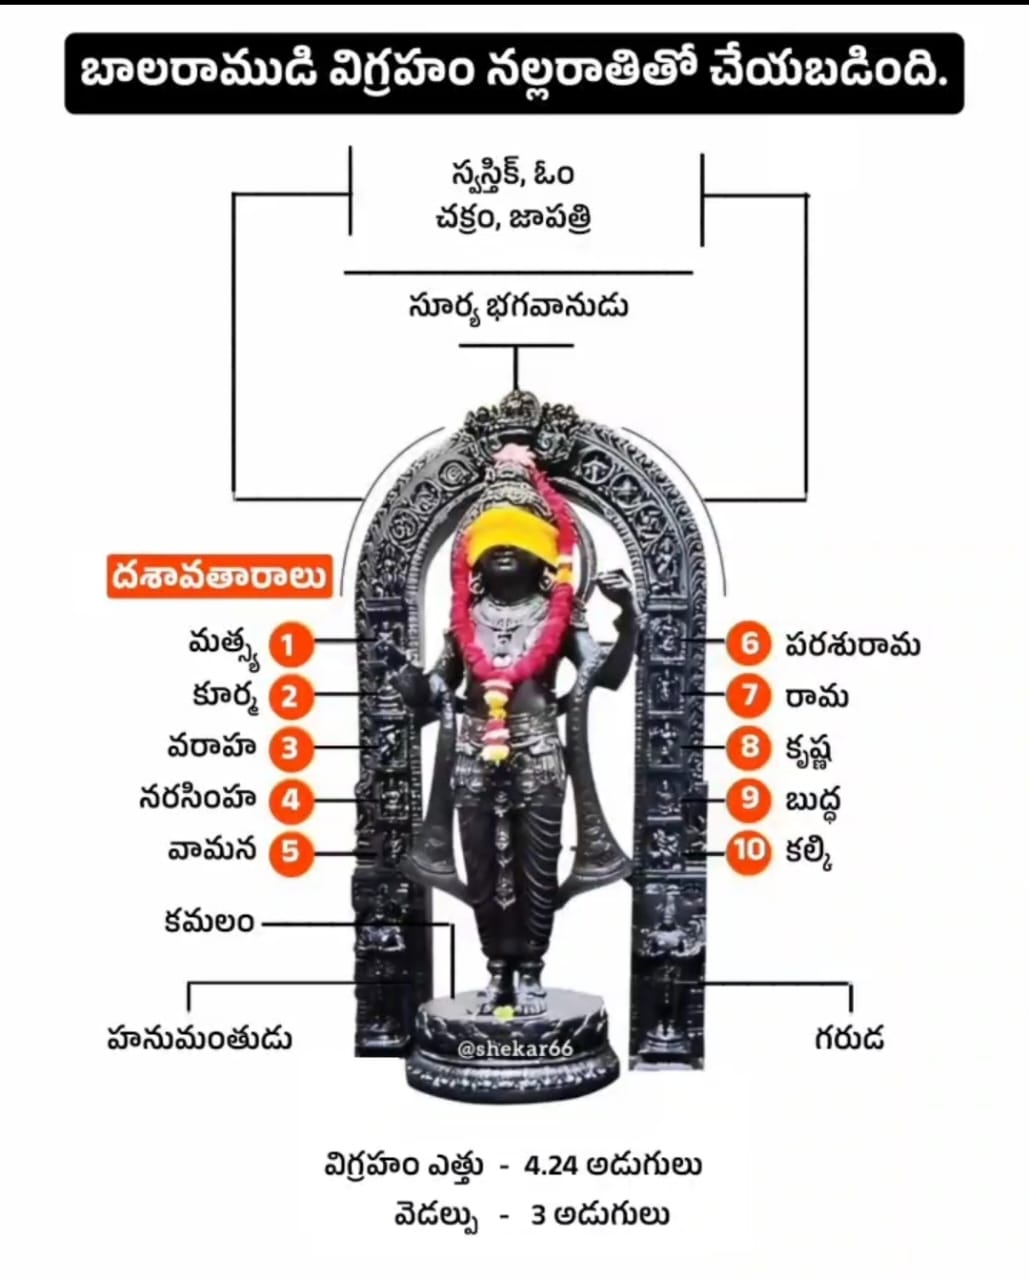 బాలరాముడి విగ్రహం నల్లరాతితో చేయబడింది.
స్వస్తిక్, ఓం
చక్రం, జాపత్రి
సూర్య భగవానుడు
దశావతారాలు
మత్స్య 1
కూర్మ 2
వరాహ 3
నరసింహ 4
వామన 5
6 పరశురామ
7 రామ
8 కృష్ణ
9 బుద్ధ
10 కల్కి
కమలం
హనుమంతుడు
గరుడ
@shekar66
విగ్రహం ఎత్తు - 4.24 అడుగులు
వెడల్పు - 3 అడుగులు